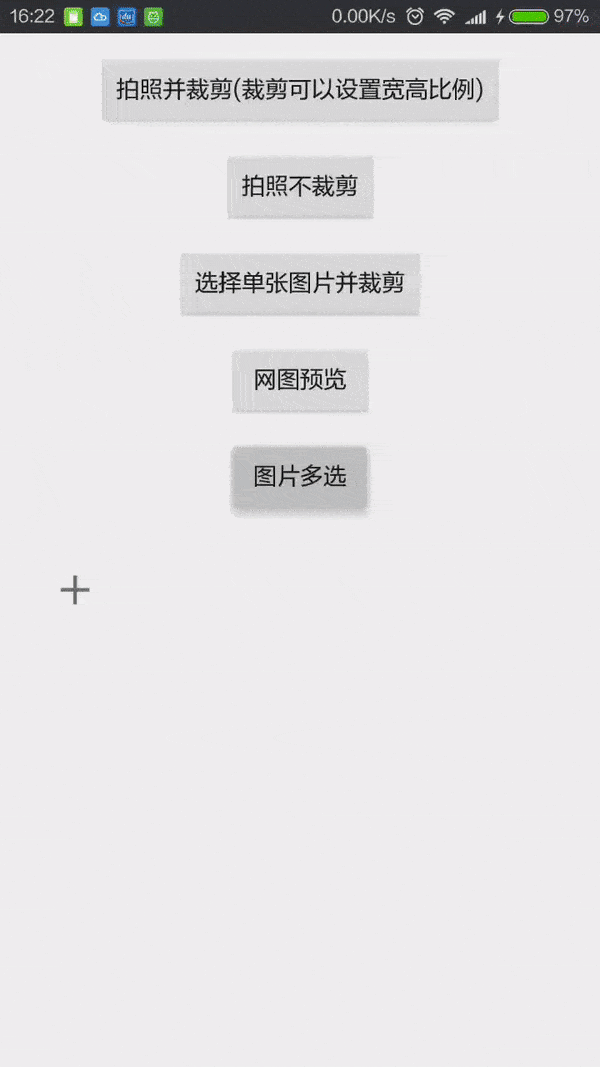 16:22 0.00K/s 97%
拍照并裁剪(裁剪可以设置宽高比例)
拍照不裁剪
选择单张图片并裁剪
网图预览
图片多选